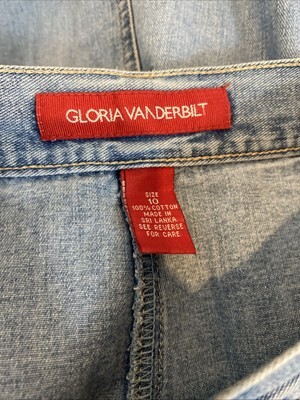 GLORIA VANDERBILT
SIZE
10
100% COTTON
MADE IN
SRI LANKA
SEE REVERSE
FOR CARE